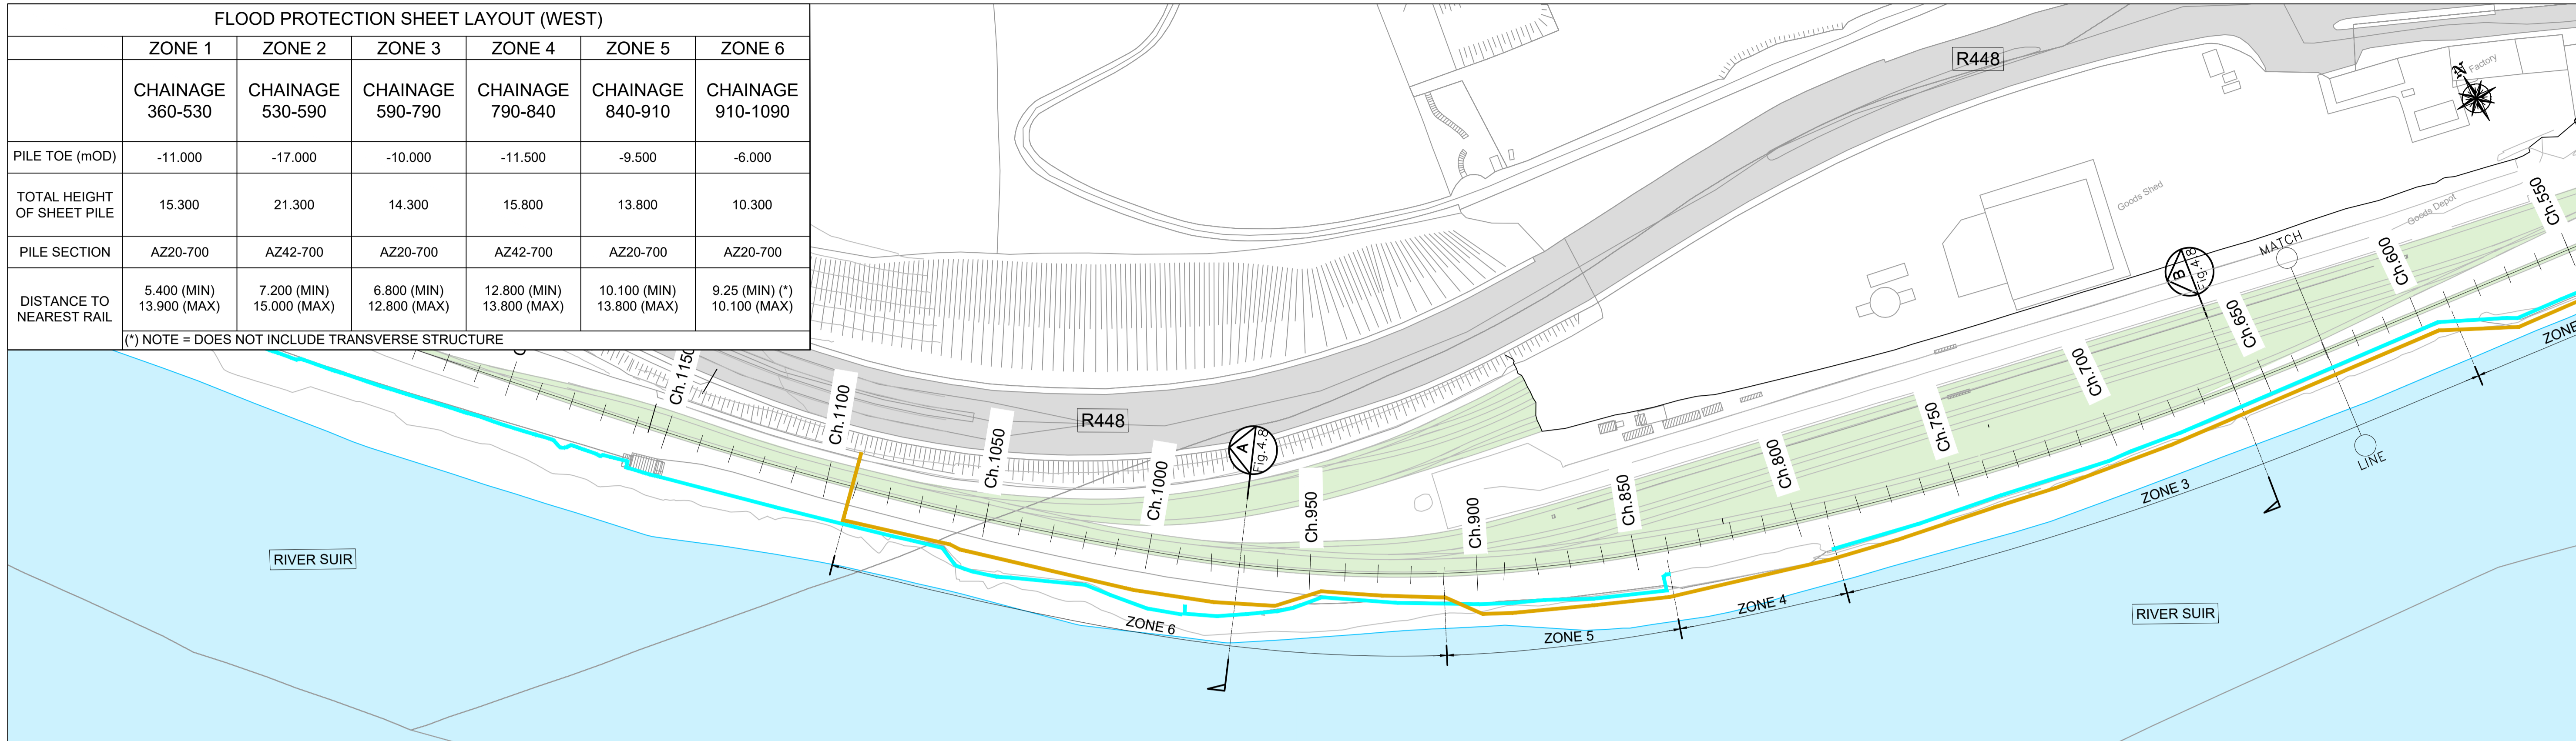 FLOOD PROTECTION SHEET LAYOUT (WEST)
ZONE 1 ZONE 2 ZONE 3 ZONE 4 ZONE 5 ZONE 6
CHAINAGE CHAINAGE CHAINAGE CHAINAGE CHAINAGE CHAINAGE
360-530 530-590 590-790 790-840 840-910 910-1090
PILE TOE (mOD) -11.000 -17.000 -10.000 -11.500 -9.500 -6.000
TOTAL HEIGHT
OF SHEET PILE 15.300 21.300 14.300 15.800 13.800 10.300
PILE SECTION AZ20-700 AZ42-700 AZ20-700 AZ42-700 AZ20-700 AZ20-700
DISTANCE TO
NEAREST RAIL
5.400 (MIN) 7.200 (MIN) 6.800 (MIN) 12.800 (MIN) 10.100 (MIN) 9.25 (MIN) (*)
13.900 (MAX) 15.000 (MAX) 12.800 (MAX) 13.800 (MAX) 13.800 (MAX) 10.100 (MAX)
(*) NOTE = DOES NOT INCLUDE TRANSVERSE STRUCTURE
R448
Factory
N
Goods Shed
Goods Depot
MATCH
LINE
B
Fig.4.8
A
Fig.4.8
R448
Ch.1150
Ch.1100
Ch.1050
Ch.1000
Ch.950
Ch.900
Ch.850
Ch.800
Ch.750
Ch.700
Ch.650
Ch.600
Ch.550
ZONE 6
ZONE 5
ZONE 4
ZONE 3
ZONE
RIVER SUIR
RIVER SUIR